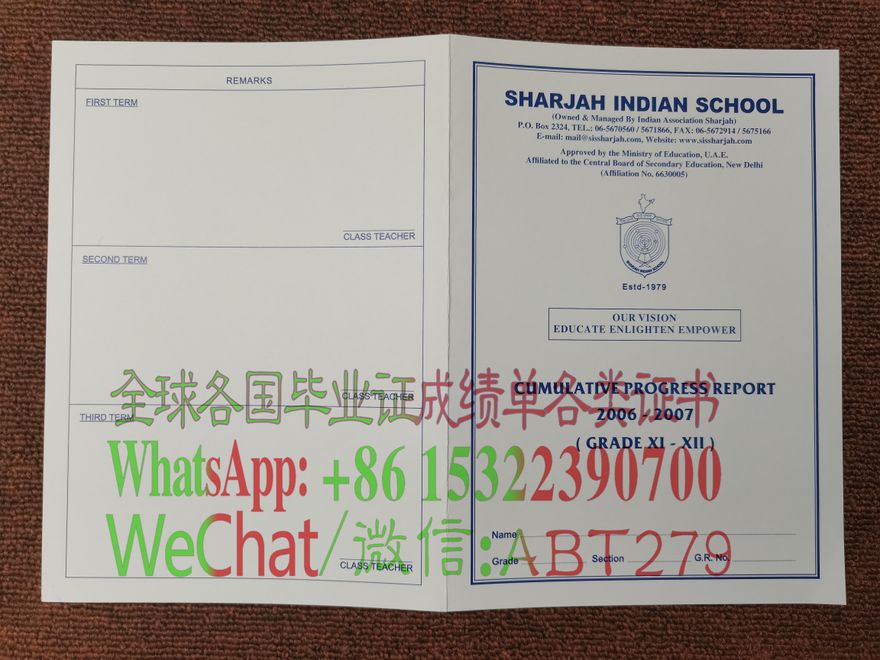 REMARKS
FIRST TERM
CLASS TEACHER
SECOND TERM
CLASS TEACHER
THIRD TERM
CLASS TEACHER
SHARJAH INDIAN SCHOOL
(Owned & Managed By Indian Association Sharjah)
P.O. Box 2324, TEL.: 06-5670560 / 5671866, FAX: 06-5672914 / 5675166
E-mail: mail@sissharjah.com, Website: www.sissharjah.com
Approved by the Ministry of Education, U.A.E.
Affiliated to the Central Board of Secondary Education, New Delhi
(Affiliation No. 6630005)
SHARJAH INDIAN SCHOOL
Estd-1979
OUR VISION
EDUCATE ENLIGHTEN EMPOWER
CUMULATIVE PROGRESS REPORT
2006 - 2007
( GRADE XI - XII )
Name
Grade Section G.R. No.
全球各国毕业证成绩单各类证书
WhatsApp: +86 15322390700
WeChat/微信:ABT279